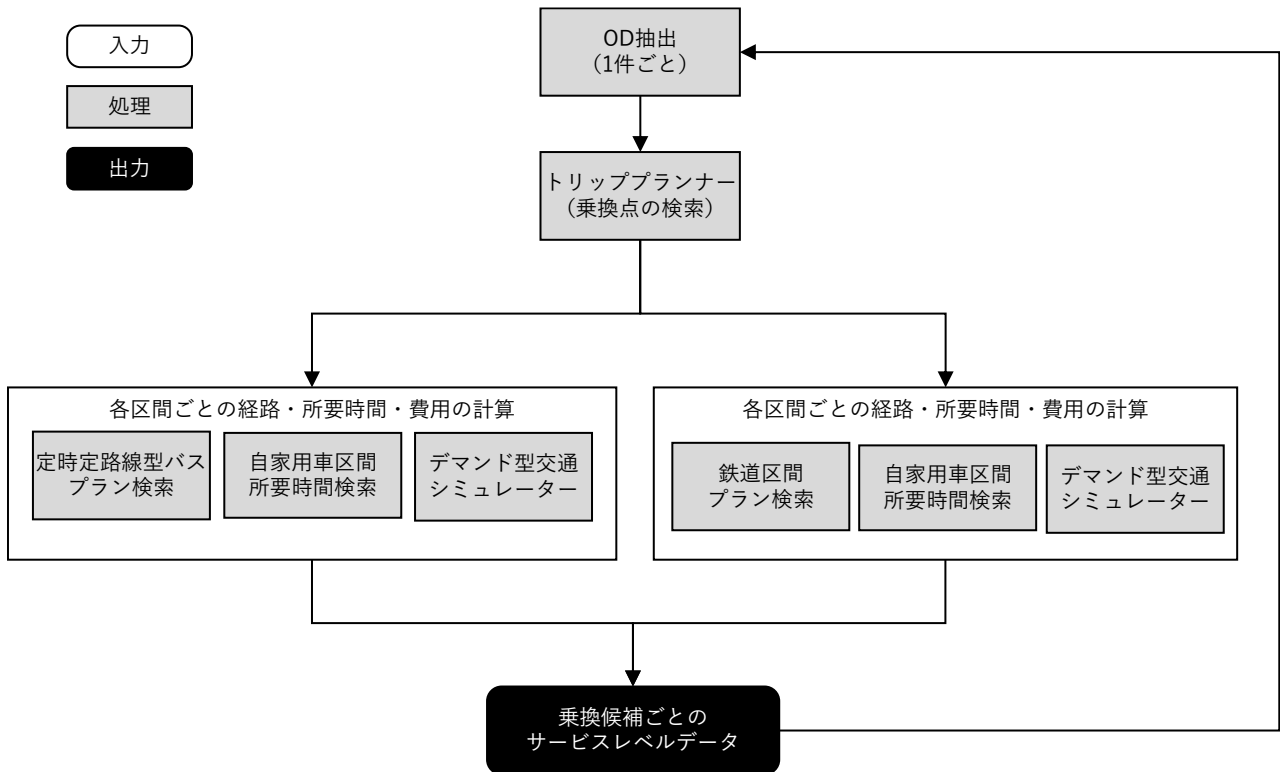 入力
処理
出力
OD抽出
（1件ごと）
トリッププランナー
（乗換点の検索）
各区間ごとの経路・所要時間・費用の計算
定時定路線型バス
プラン検索
自家用車区間
所要時間検索
デマンド型交通
シミュレーター
各区間ごとの経路・所要時間・費用の計算
鉄道区間
プラン検索
自家用車区間
所要時間検索
デマンド型交通
シミュレーター
乗換候補ごとの
サービスレベルデータ